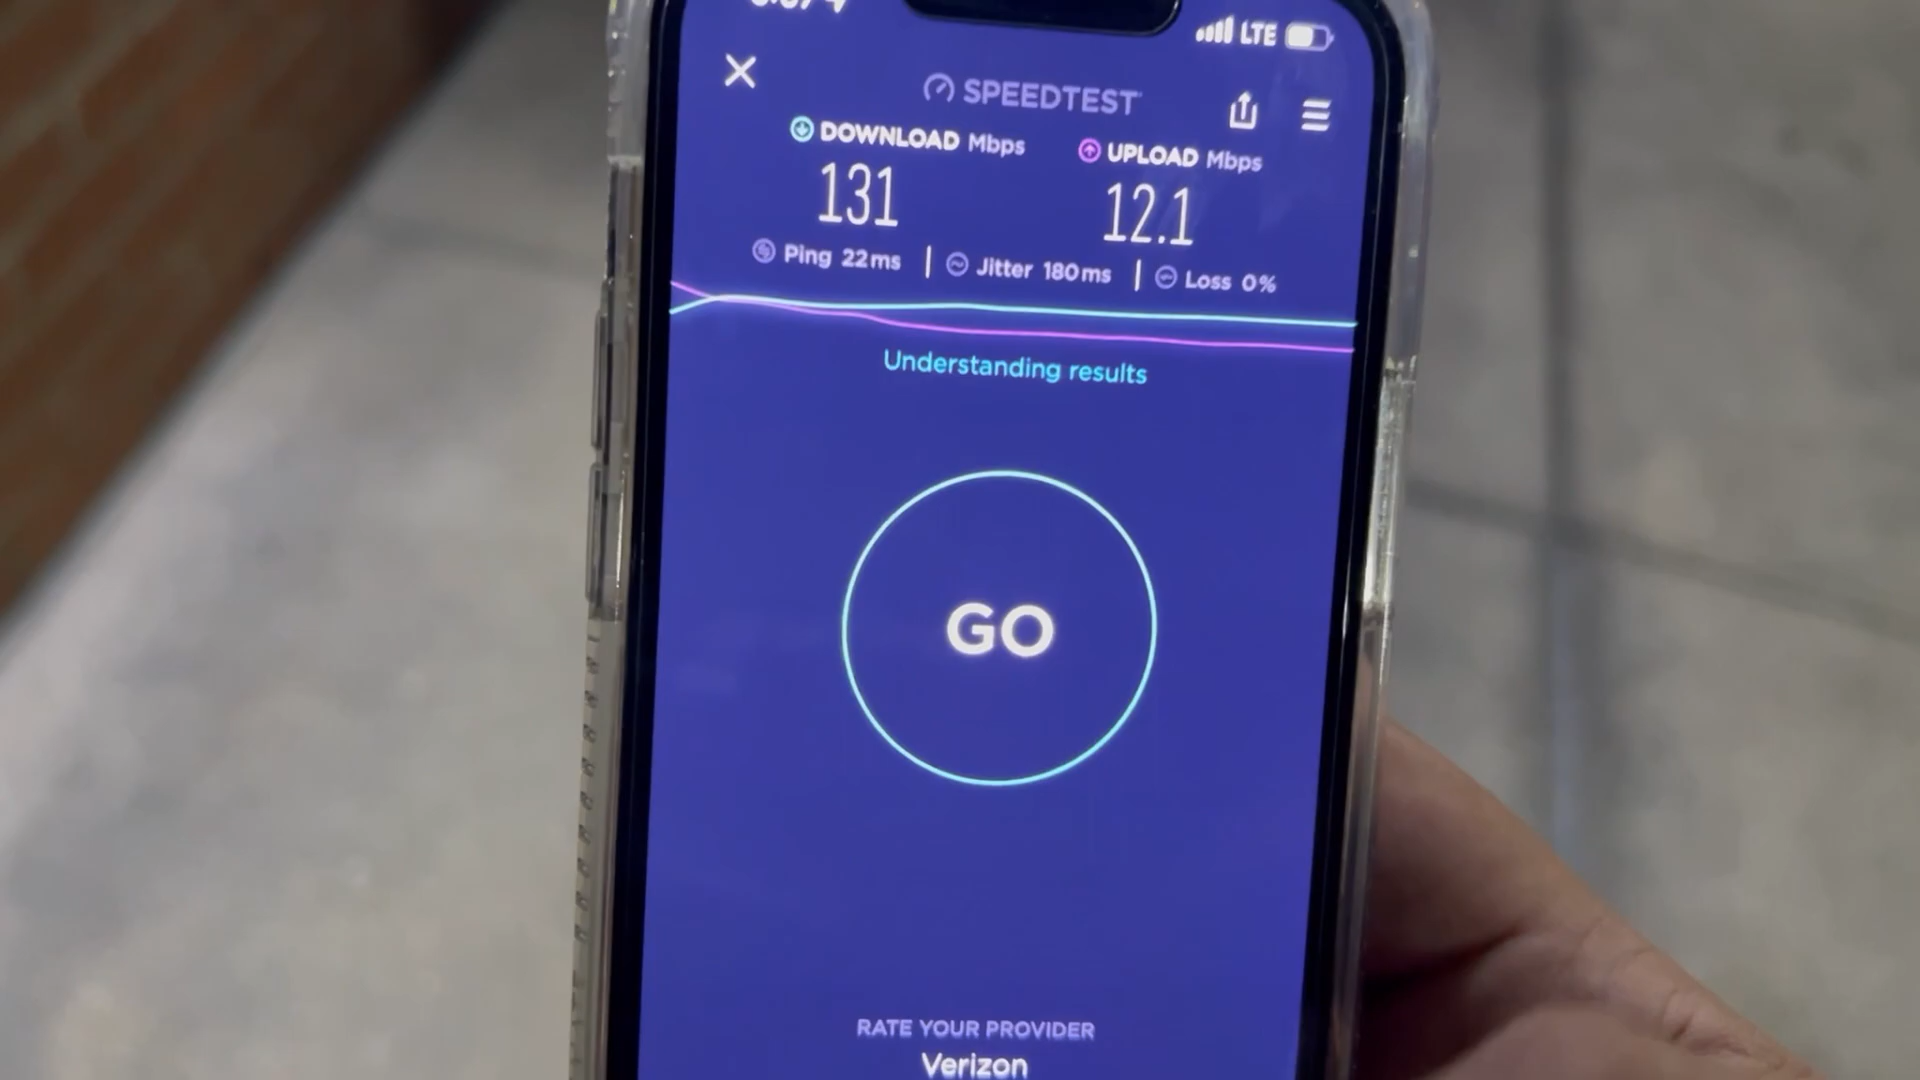 LTE
SPEEDTEST
DOWNLOAD Mbps
UPLOAD Mbps
131
12.1
Ping 22ms | Jitter 180ms | Loss 0%
Understanding results
GO
RATE YOUR PROVIDER
Verizon